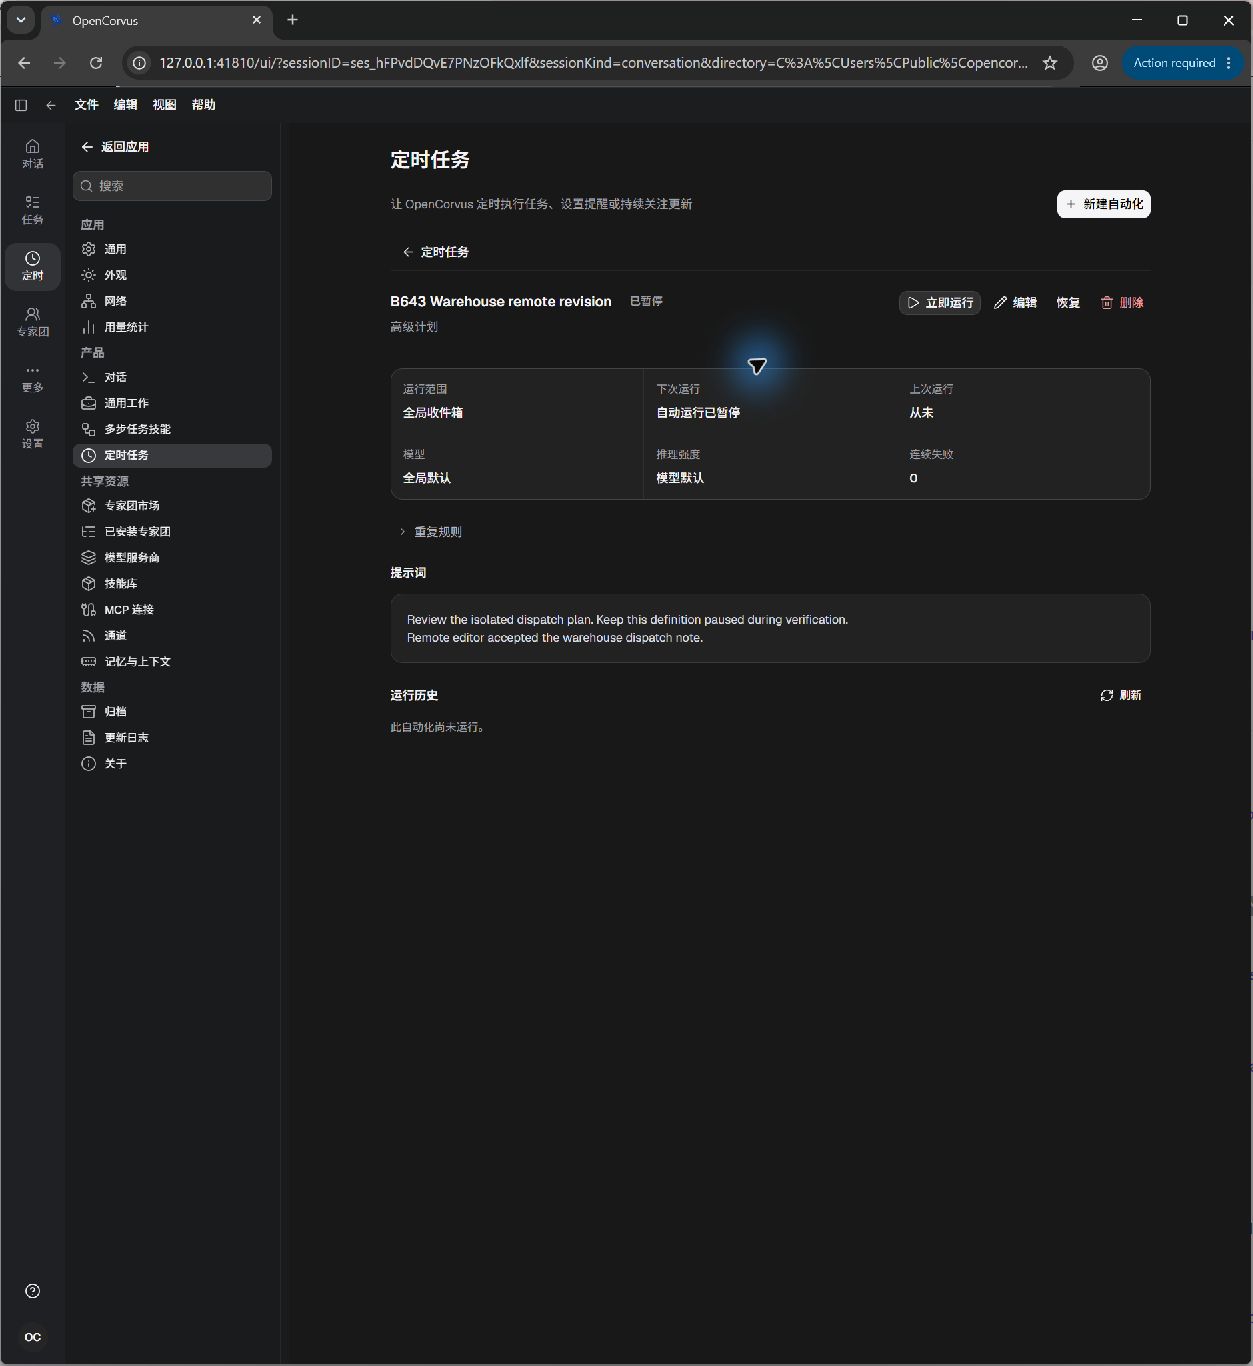 OpenCorvus
127.0.0.1:41810/ui/?sessionID=ses_hFPvdDQvE7PNzOFkQxlf&sessionKind=conversation&directory=C%3A%5CUsers%5CPublic%5Copencor...
Action required
文件 编辑 视图 帮助
对话
任务
定时
专家团
更多
设置
OC
返回应用
搜索
应用
通用
外观
网络
用量统计
产品
对话
通用工作
多步任务技能
定时任务
共享资源
专家团市场
已安装专家团
模型服务商
技能库
MCP 连接
通道
记忆与上下文
数据
归档
更新日志
关于
定时任务
让 OpenCorvus 定时执行任务、设置提醒或持续关注更新
新建自动化
定时任务
B643 Warehouse remote revision 已暂停
立即运行 编辑 恢复 删除
高级计划
运行范围 下次运行 上次运行
全局收件箱 自动运行已暂停 从未
模型 推理强度 连续失败
全局默认 模型默认 0
重复规则
提示词
Review the isolated dispatch plan. Keep this definition paused during verification.
Remote editor accepted the warehouse dispatch note.
运行历史 刷新
此自动化尚未运行。